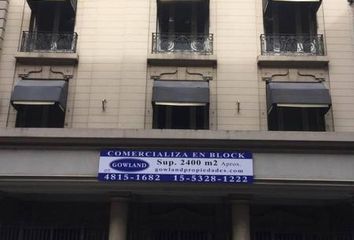 COMERCIALIZA EN BLOCK
GOWLAND
Sup. 2400 m2 Aprox.
gowlandpropiedades.com
4815-1682 15-5328-1222